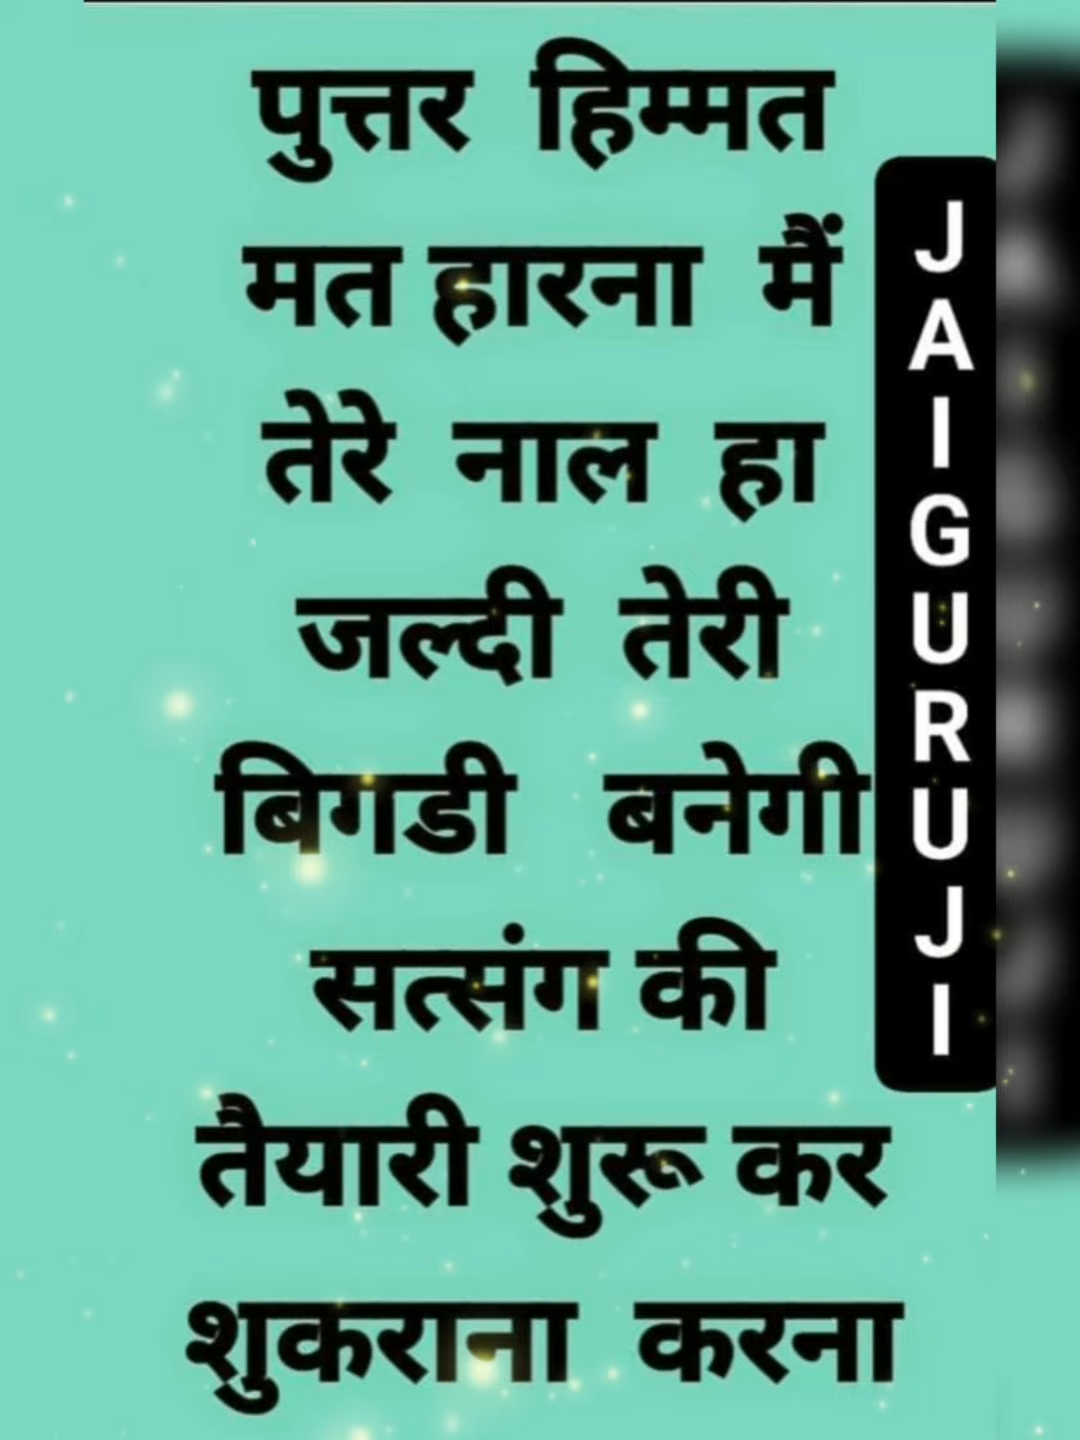 पुत्तर हिम्मत
मत हारना मैं
तेरे नाल हा
जल्दी तेरी
बिगडी बनेगी
सत्संग की
तैयारी शुरू कर
शुकराना करना
JAI GURU JI